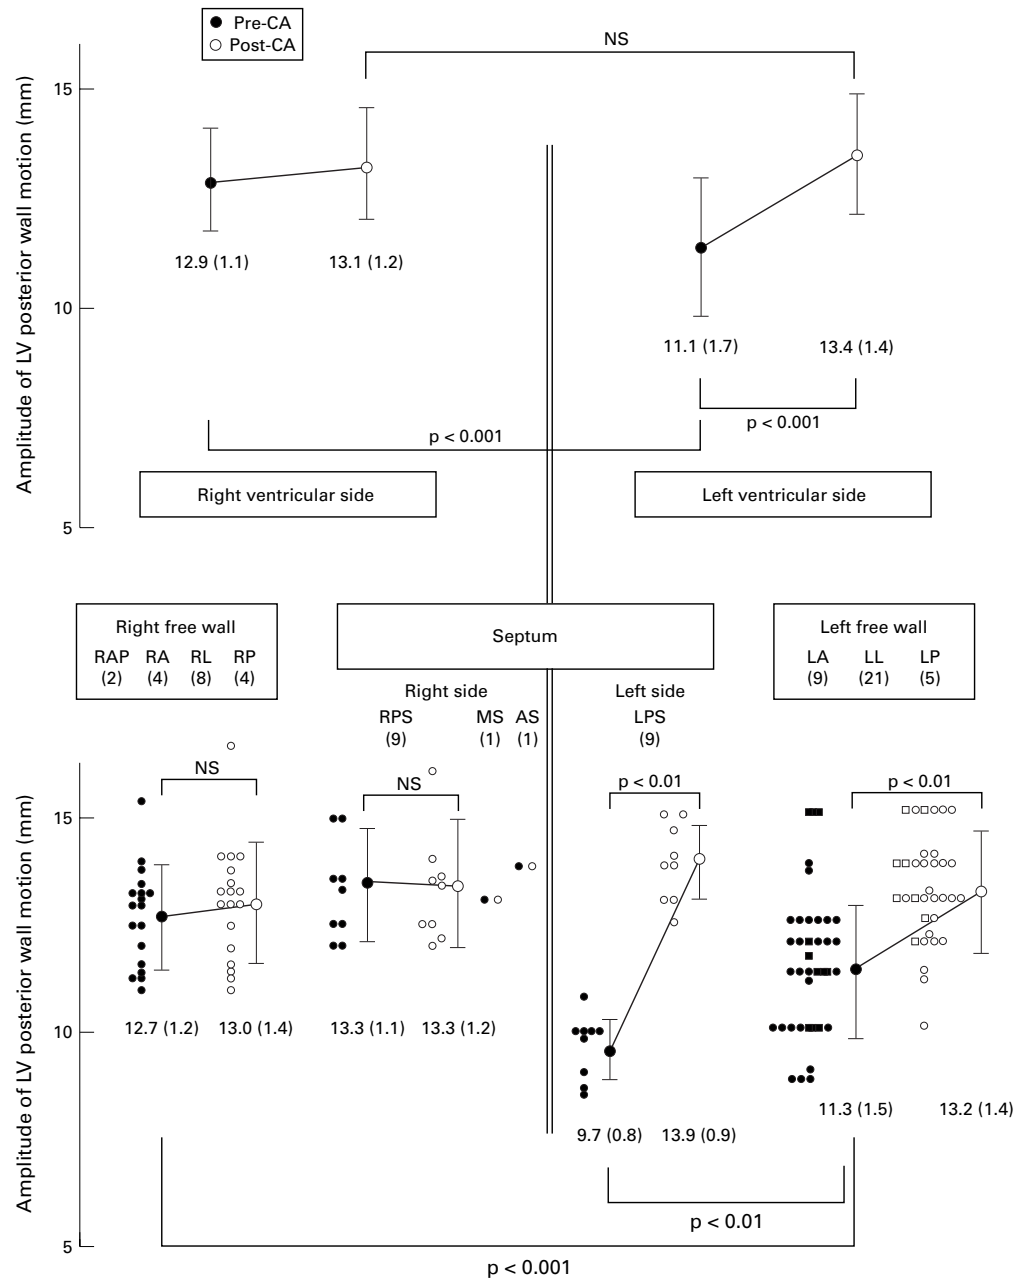 Pre-CA
Post-CA
NS
Amplitude of LV posterior wall motion (mm)
15
12.9 (1.1)
13.1 (1.2)
10
11.1 (1.7)
13.4 (1.4)
p < 0.001
p < 0.001
Right ventricular side
Left ventricular side
5
Right free wall
RAP RA RL RP
(2) (4) (8) (4)
Septum
Left free wall
LA LL LP
(9) (21) (5)
Right side
Left side
RPS MS AS
(9) (1) (1)
LPS
(9)
Amplitude of LV posterior wall motion (mm)
NS
NS
p < 0.01
p < 0.01
15
10
12.7 (1.2)
13.0 (1.4)
13.3 (1.1)
13.3 (1.2)
9.7 (0.8)
13.9 (0.9)
11.3 (1.5)
13.2 (1.4)
p < 0.01
5
p < 0.001